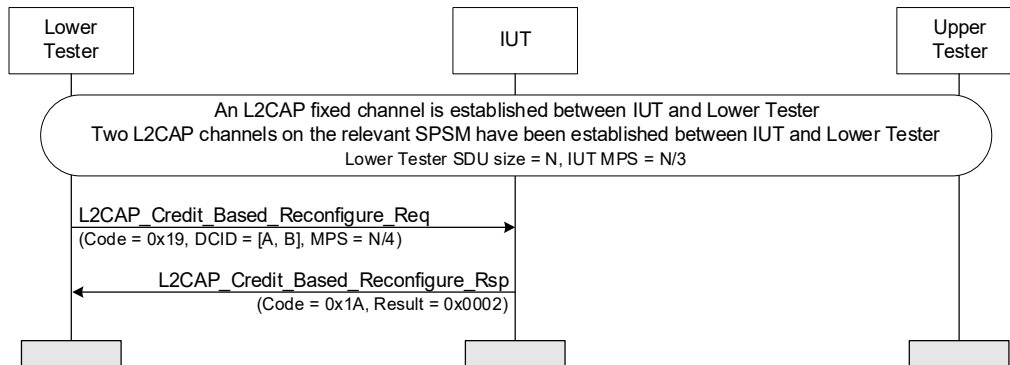 Lower
Tester
IUT
Upper
Tester
An L2CAP fixed channel is established between IUT and Lower Tester
Two L2CAP channels on the relevant SPSM have been established between IUT and Lower Tester
Lower Tester SDU size = N, IUT MPS = N/3
L2CAP_Credit_Based_Reconfigure_Req
(Code = 0x19, DCID = [A, B], MPS = N/4)
L2CAP_Credit_Based_Reconfigure_Rsp
(Code = 0x1A, Result = 0x0002)